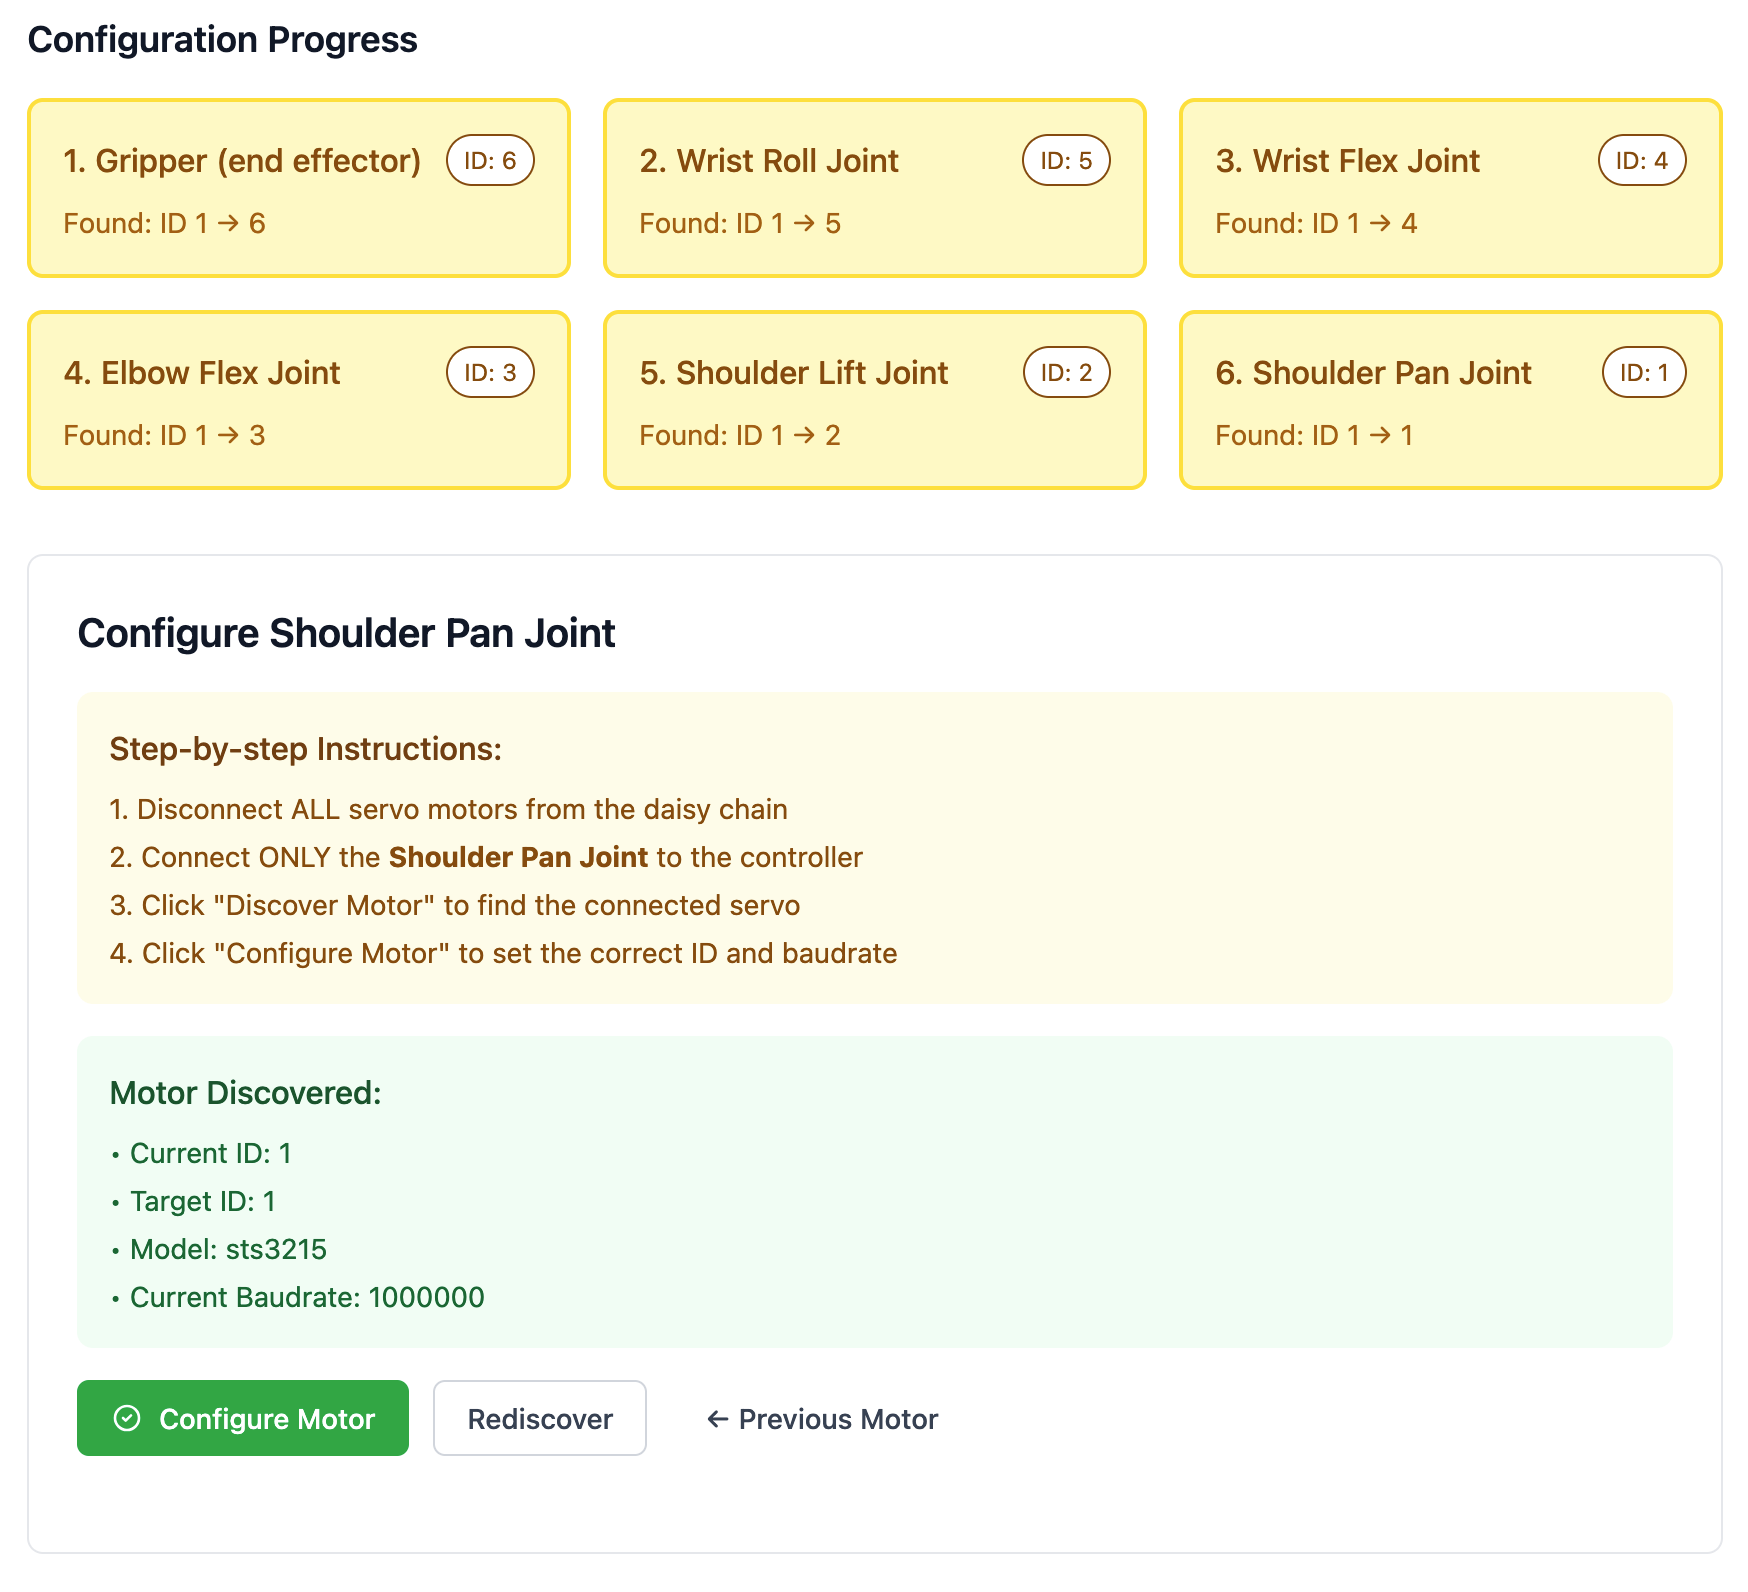 Configuration Progress
1. Gripper (end effector)
ID: 6
Found: ID 1 → 6
2. Wrist Roll Joint
ID: 5
Found: ID 1 → 5
3. Wrist Flex Joint
ID: 4
Found: ID 1 → 4
4. Elbow Flex Joint
ID: 3
Found: ID 1 → 3
5. Shoulder Lift Joint
ID: 2
Found: ID 1 → 2
6. Shoulder Pan Joint
ID: 1
Found: ID 1 → 1
Configure Shoulder Pan Joint
Step-by-step Instructions:
1. Disconnect ALL servo motors from the daisy chain
2. Connect ONLY the Shoulder Pan Joint to the controller
3. Click "Discover Motor" to find the connected servo
4. Click "Configure Motor" to set the correct ID and baudrate
Motor Discovered:
• Current ID: 1
• Target ID: 1
• Model: sts3215
• Current Baudrate: 1000000
Configure Motor
Rediscover
← Previous Motor